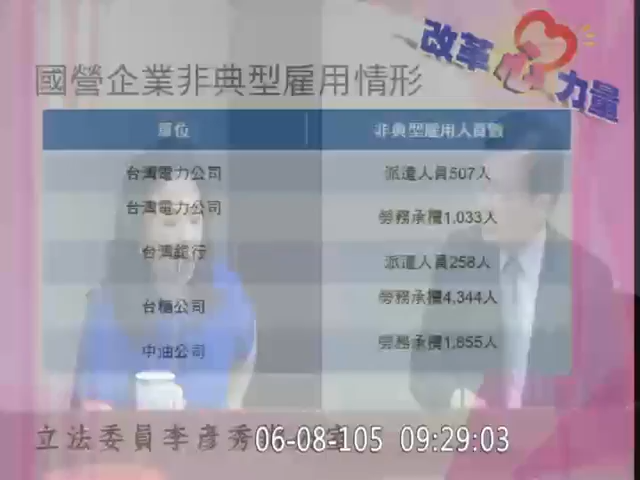 改革心力量
國營企業非典型雇用情形
單位 非典型雇用人員數
台灣電力公司 派遣人員507人
台灣電力公司 勞務承攬1,033人
台灣銀行 派遣人員258人
台糖公司 勞務承攬4,344人
中油公司 勞務承攬1,855人
立法委員李彥秀 室
06-08-105 09:29:03